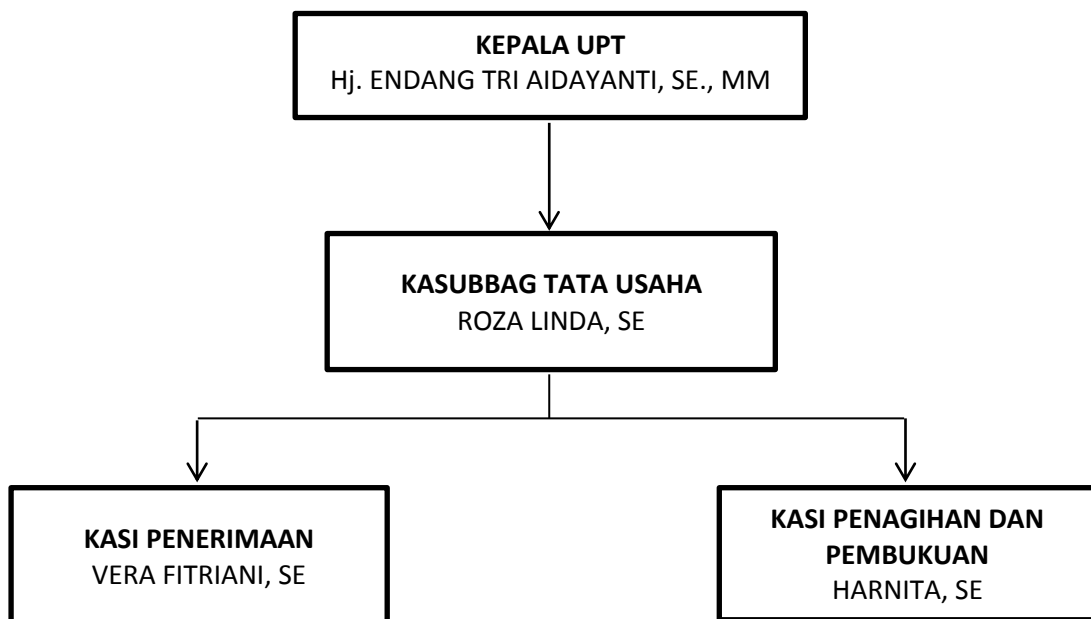 KEPALA UPT
Hj. ENDANG TRI AIDAYANTI, SE., MM
KASUBBAG TATA USAHA
ROZA LINDA, SE
KASI PENERIMAAN
VERA FITRIANI, SE
KASI PENAGIHAN DAN
PEMBUKUAN
HARNITA, SE